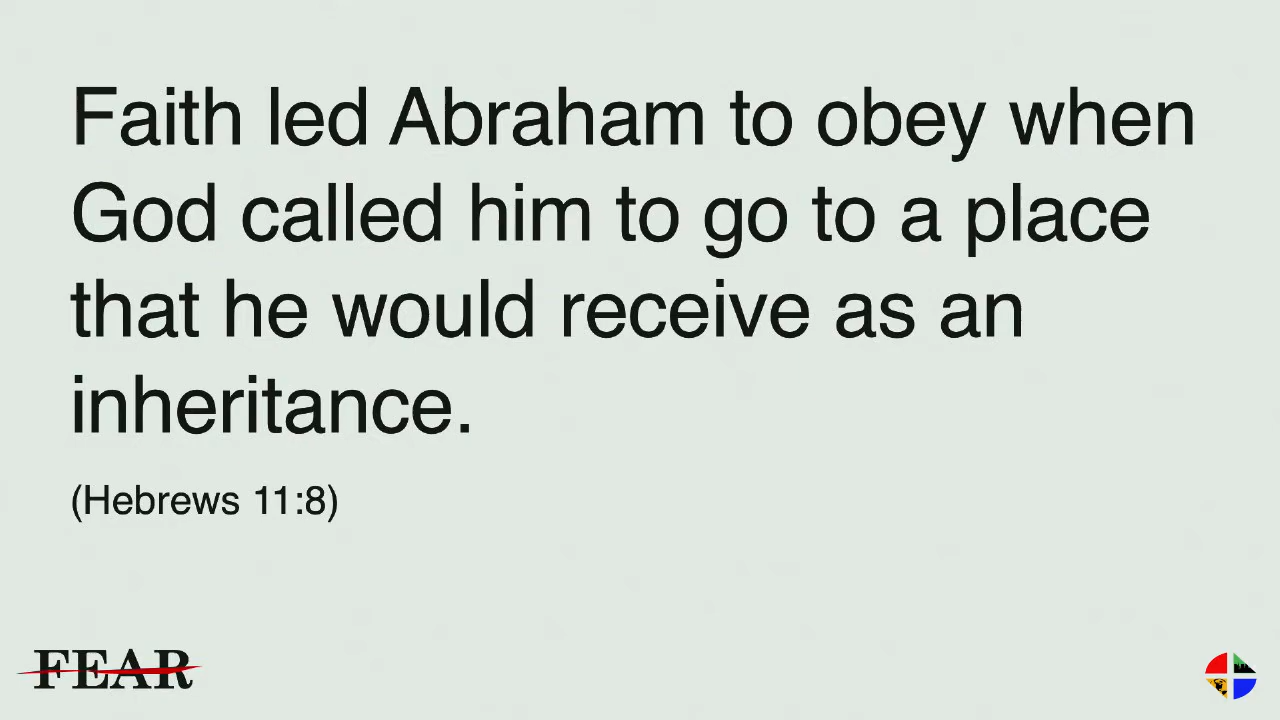 Faith led Abraham to obey when
God called him to go to a place
that he would receive as an
inheritance.
(Hebrews 11:8)
FEAR